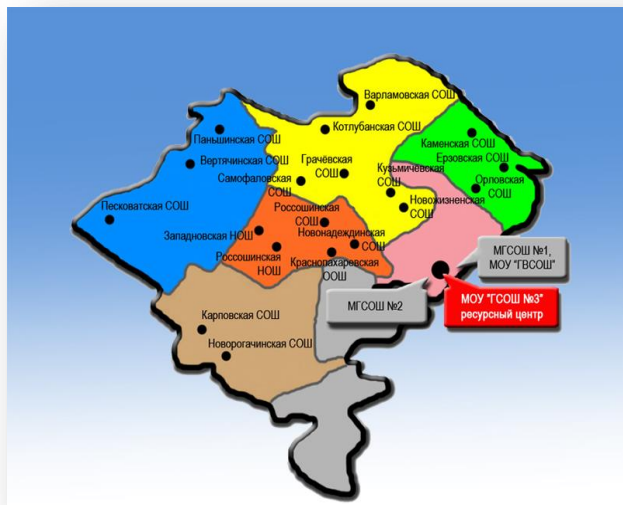 Варламовская СОШ
Котлубанская СОШ
Паньшинская СОШ
Каменская СОШ
Ерзовская СОШ
Вертячинская СОШ
Грачёвская
СОШ
Кузьмичёвская
СОШ
Самофаловская
СОШ
Орловская
СОШ
Новожизненская
СОШ
Песковатская СОШ
Россошинская
СОШ
Западновская НОШ
Новонадеждинская
СОШ
Россошинская
НОШ
Краснопахаревская
ООШ
МГСОШ №1,
МОУ "ГВСОШ"
МГСОШ №2
МОУ "ГСОШ №3"
ресурсный центр
Карповская СОШ
Новорогачинская СОШ